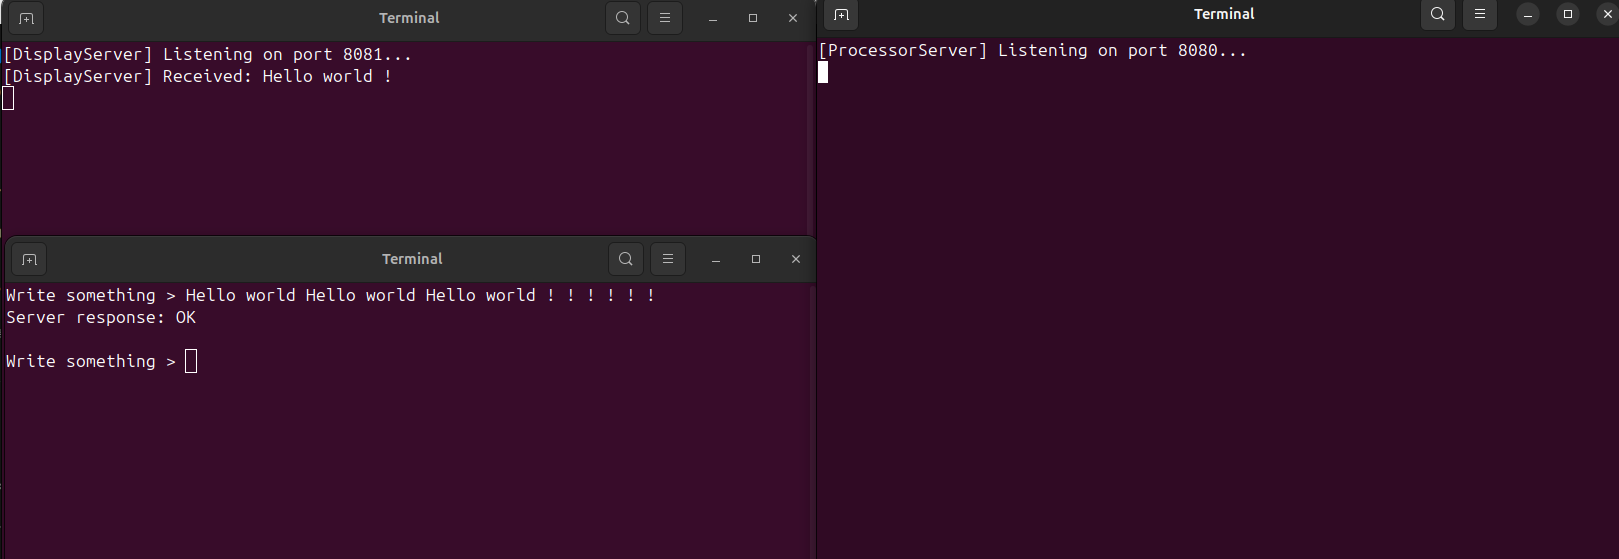 Terminal
[DisplayServer] Listening on port 8081...
[DisplayServer] Received: Hello world !
Terminal
Write something > Hello world Hello world Hello world ! ! ! ! ! !
Server response: OK
Write something >
Terminal
[ProcessorServer] Listening on port 8080...